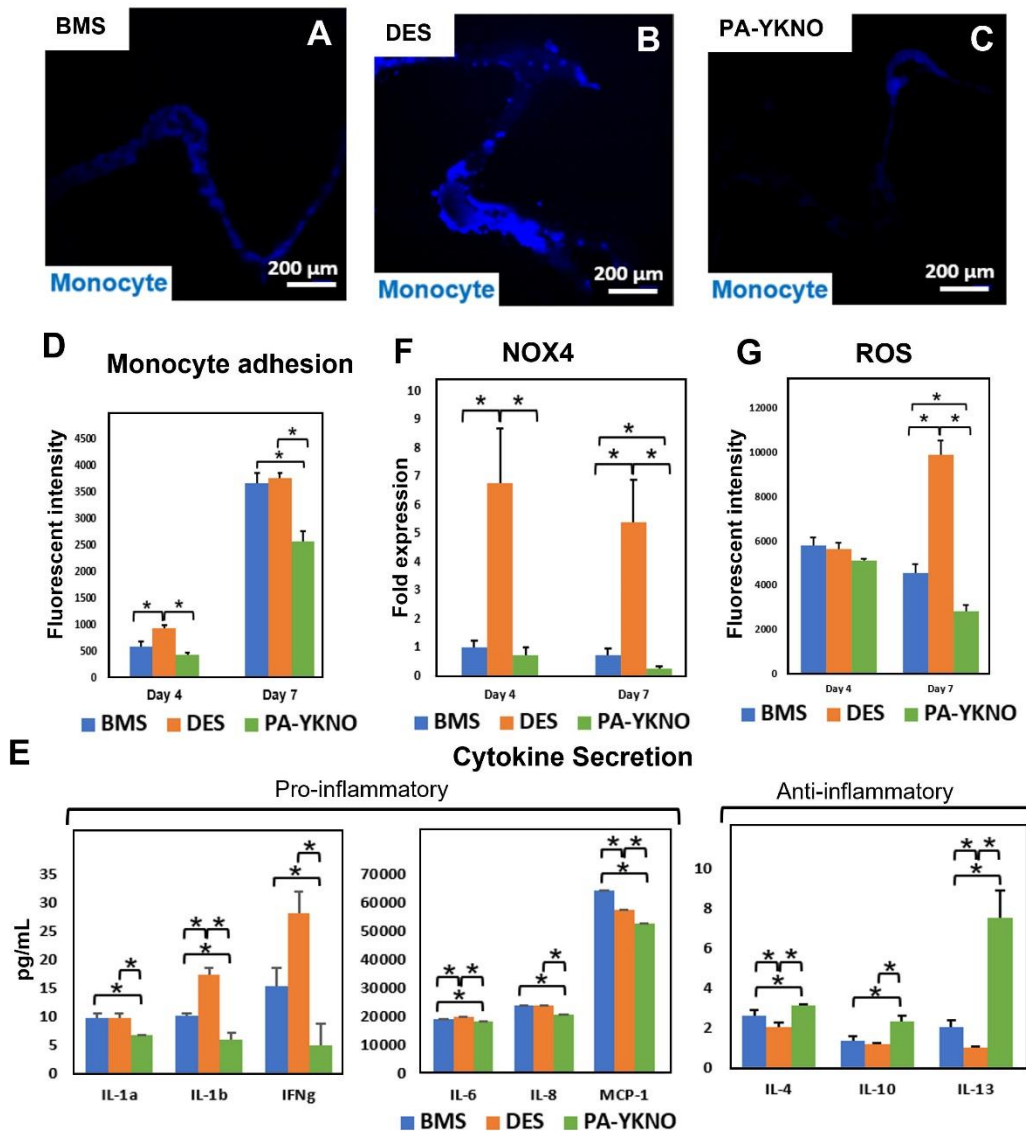 BMS
A
Monocyte
200 µm
DES
B
Monocyte
200 µm
PA-YKNO
C
Monocyte
200 µm
D
Monocyte adhesion
Fluorescent intensity
4500
4000
3500
3000
2500
2000
1500
1000
500
0
* * * *
Day 4 Day 7
BMS DES PA-YKNO
F
NOX4
Fold expression
10
9
8
7
6
5
4
3
2
1
0
* * * * *
Day 4 Day 7
BMS DES PA-YKNO
G
ROS
Fluorescent intensity
12000
10000
8000
6000
4000
2000
0
* * *
Day 4 Day 7
BMS DES PA-YKNO
E
Cytokine Secretion
Pro-inflammatory
Anti-inflammatory
pg/mL
35
30
25
20
15
10
5
0
* * * * * * *
IL-1a IL-1b IFNg
70000
60000
50000
40000
30000
20000
10000
0
* * * * * * * *
IL-6 IL-8 MCP-1
BMS DES PA-YKNO
10
8
6
4
2
0
* * * * * * * *
IL-4 IL-10 IL-13
BMS DES PA-YKNO